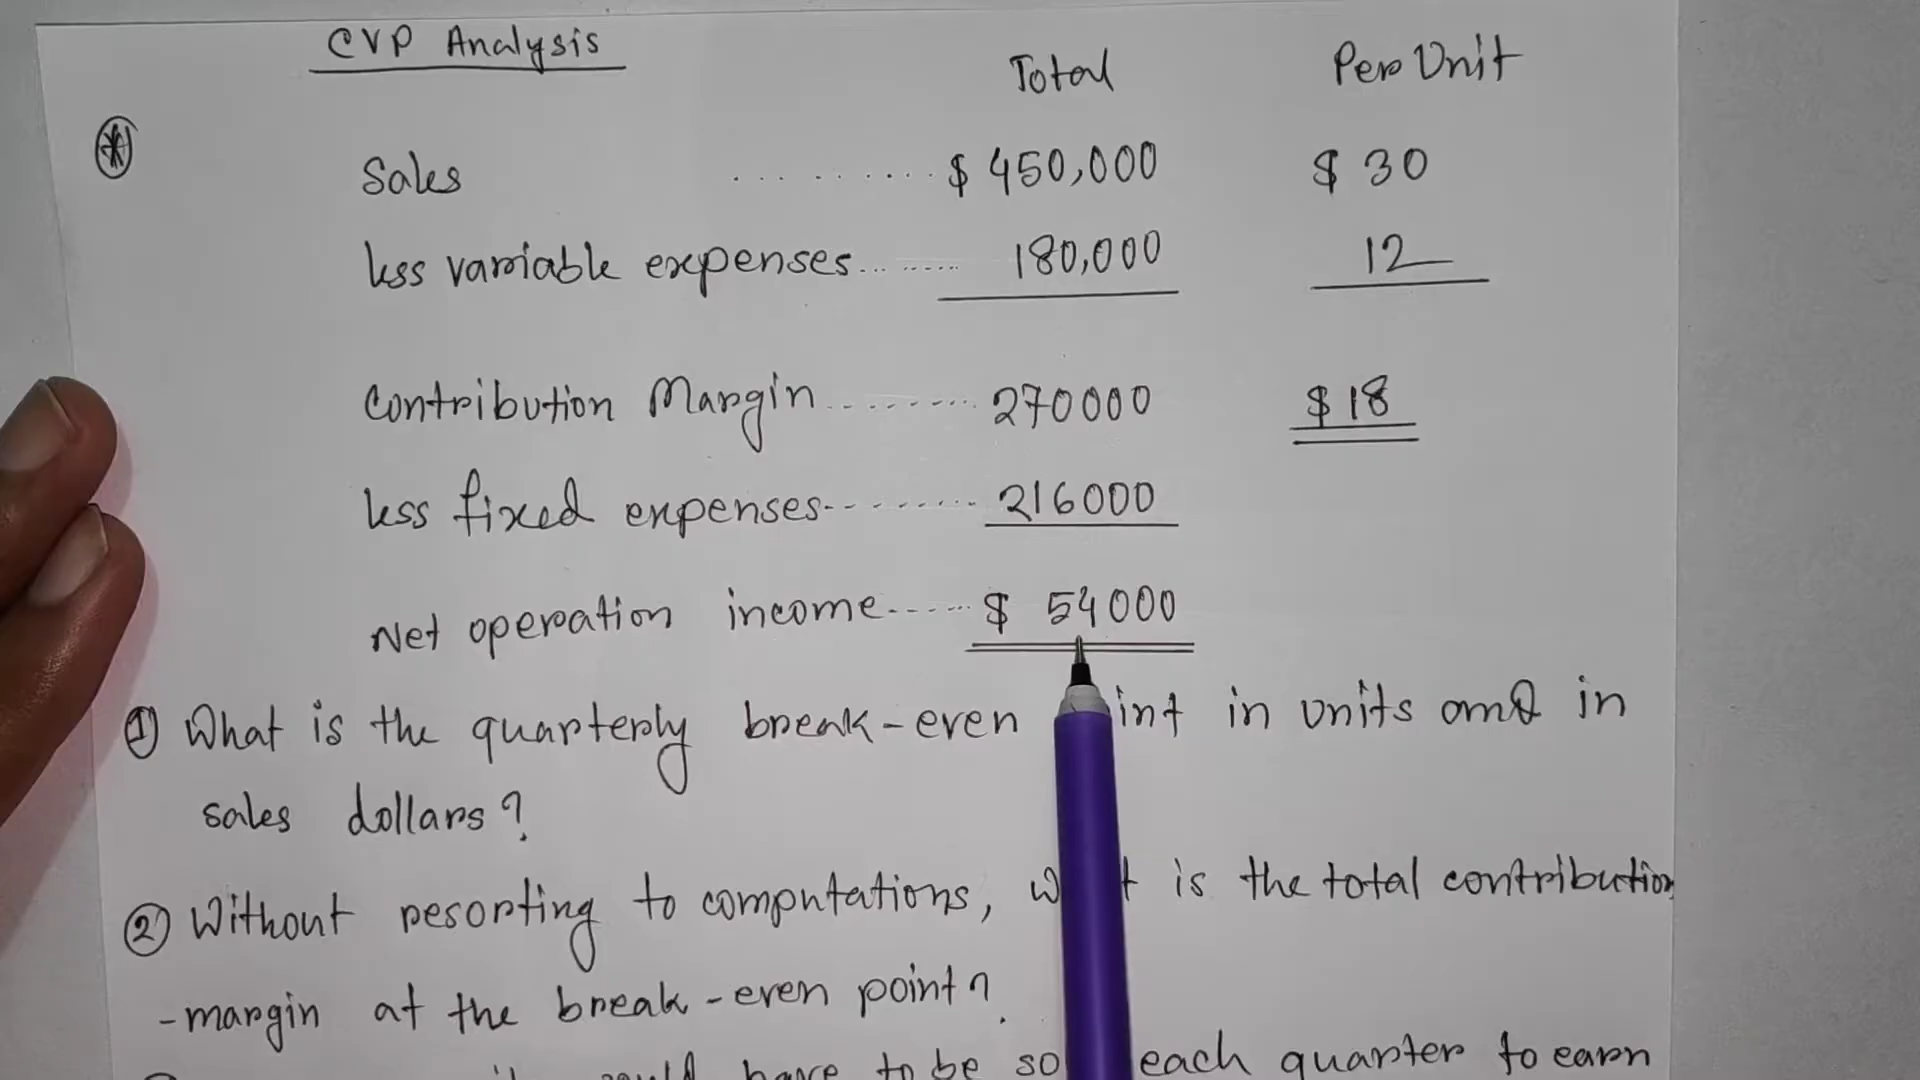 CVP Analysis
Total Per Unit
Sales ......... $ 450,000 $ 30
less variable expenses......... 180,000 12
Contribution Margin......... 270000 $ 18
less fixed expenses......... 216000
Net operation income........ $ 54000
① What is the quarterly break-even int in units and in
sales dollars?
② Without resorting to computations, is the total contribution
-margin at the break-even point?
have to be each quarter to earn